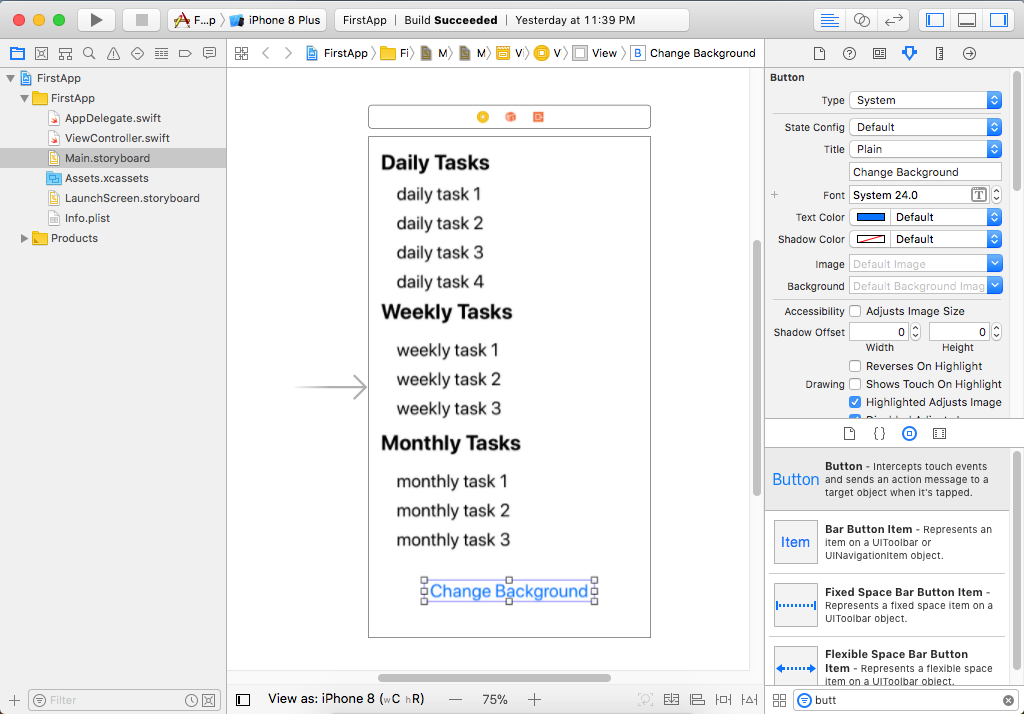 F...p
iPhone 8 Plus
FirstApp
Build Succeeded
Yesterday at 11:39 PM
FirstApp
Fi
M
M
V
V
View
B
Change Background
FirstApp
FirstApp
AppDelegate.swift
ViewController.swift
Main.storyboard
Assets.xcassets
LaunchScreen.storyboard
Info.plist
Products
Filter
Daily Tasks
daily task 1
daily task 2
daily task 3
daily task 4
Weekly Tasks
weekly task 1
weekly task 2
weekly task 3
Monthly Tasks
monthly task 1
monthly task 2
monthly task 3
Change Background
View as: iPhone 8 (wC hR)
75%
Button
Type System
State Config Default
Title Plain
Change Background
Font System 24.0
Text Color Default
Shadow Color Default
Image Default Image
Background Default Background Imag
Accessibility Adjusts Image Size
Shadow Offset 0 0
Width Height
Reverses On Highlight
Drawing Shows Touch On Highlight
Highlighted Adjusts Image
Button
Button - Intercepts touch events
and sends an action message to a
target object when it's tapped.
Item
Bar Button Item - Represents an
item on a UIToolbar or
UINavigationItem object.
Fixed Space Bar Button Item -
Represents a fixed space item on a
UIToolbar object.
Flexible Space Bar Button
Item - Represents a flexible space
item on a UIToolbar object.
butt